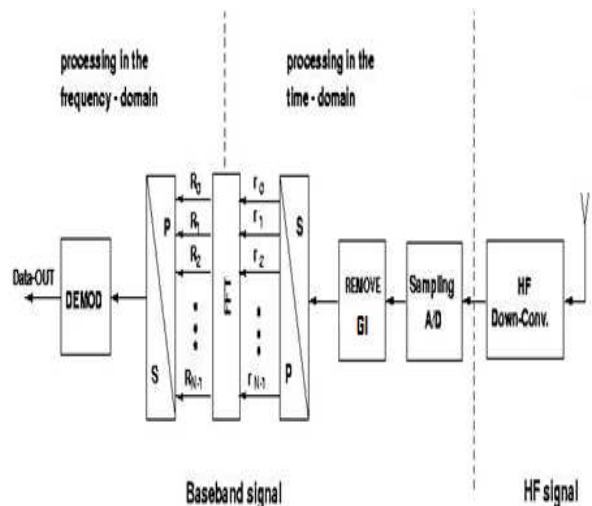 processing in the
frequency - domain
processing in the
time - domain
Data-OUT
DEMOD
P
S
R0
R1
R2
RN-1
FFT
r0
r1
r2
rN-1
S
P
REMOVE
GI
Sampling
A/D
HF
Down-Conv.
Baseband signal
HF signal